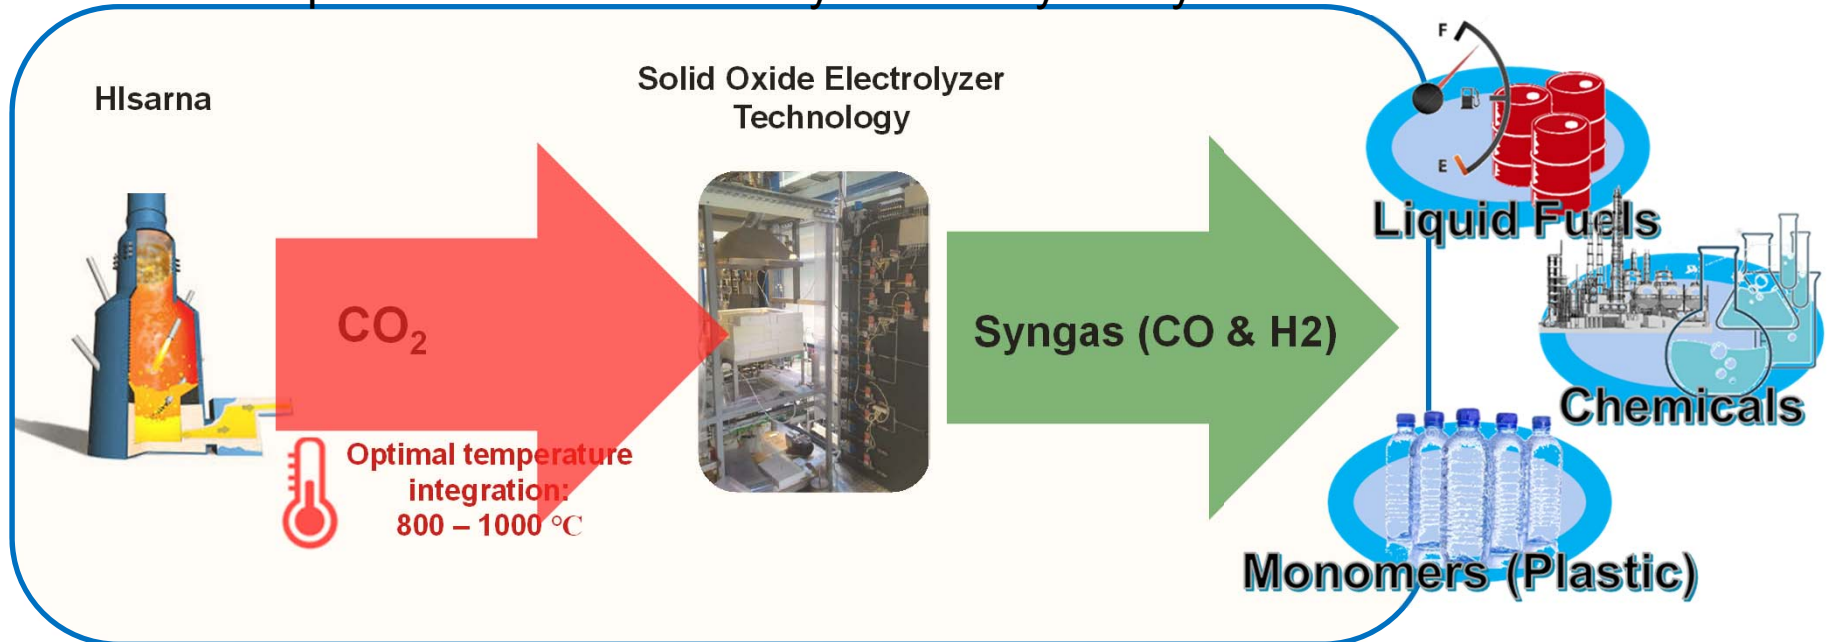 HIsarna
Solid Oxide Electrolyzer
Technology
CO₂
Optimal temperature
integration:
800 – 1000 °C
Syngas (CO & H2)
F
E
Liquid Fuels
Chemicals
Monomers (Plastic)